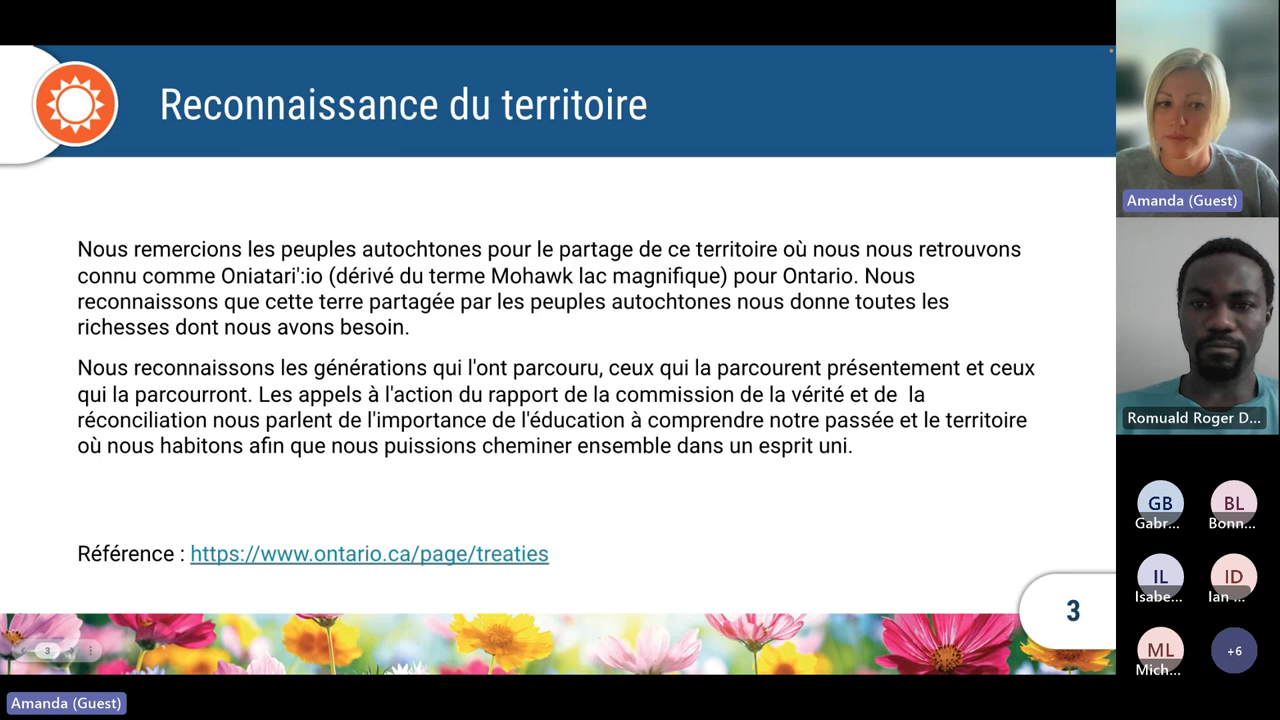 Reconnaissance du territoire
Nous remercions les peuples autochtones pour le partage de ce territoire où nous nous retrouvons
connu comme Oniatari':io (dérivé du terme Mohawk lac magnifique) pour Ontario. Nous
reconnaissons que cette terre partagée par les peuples autochtones nous donne toutes les
richesses dont nous avons besoin.
Nous reconnaissons les générations qui l'ont parcouru, ceux qui la parcourent présentement et ceux
qui la parcourront. Les appels à l'action du rapport de la commission de la vérité et de  la
réconciliation nous parlent de l'importance de l'éducation à comprendre notre passée et le territoire
où nous habitons afin que nous puissions cheminer ensemble dans un esprit uni.
Référence : https://www.ontario.ca/page/treaties
3
3
Amanda (Guest)
Amanda (Guest)
Romuald Roger D...
GB
Gabr...
BL
Bonn...
IL
Isabe...
ID
Ian ...
ML
Mich...
+6